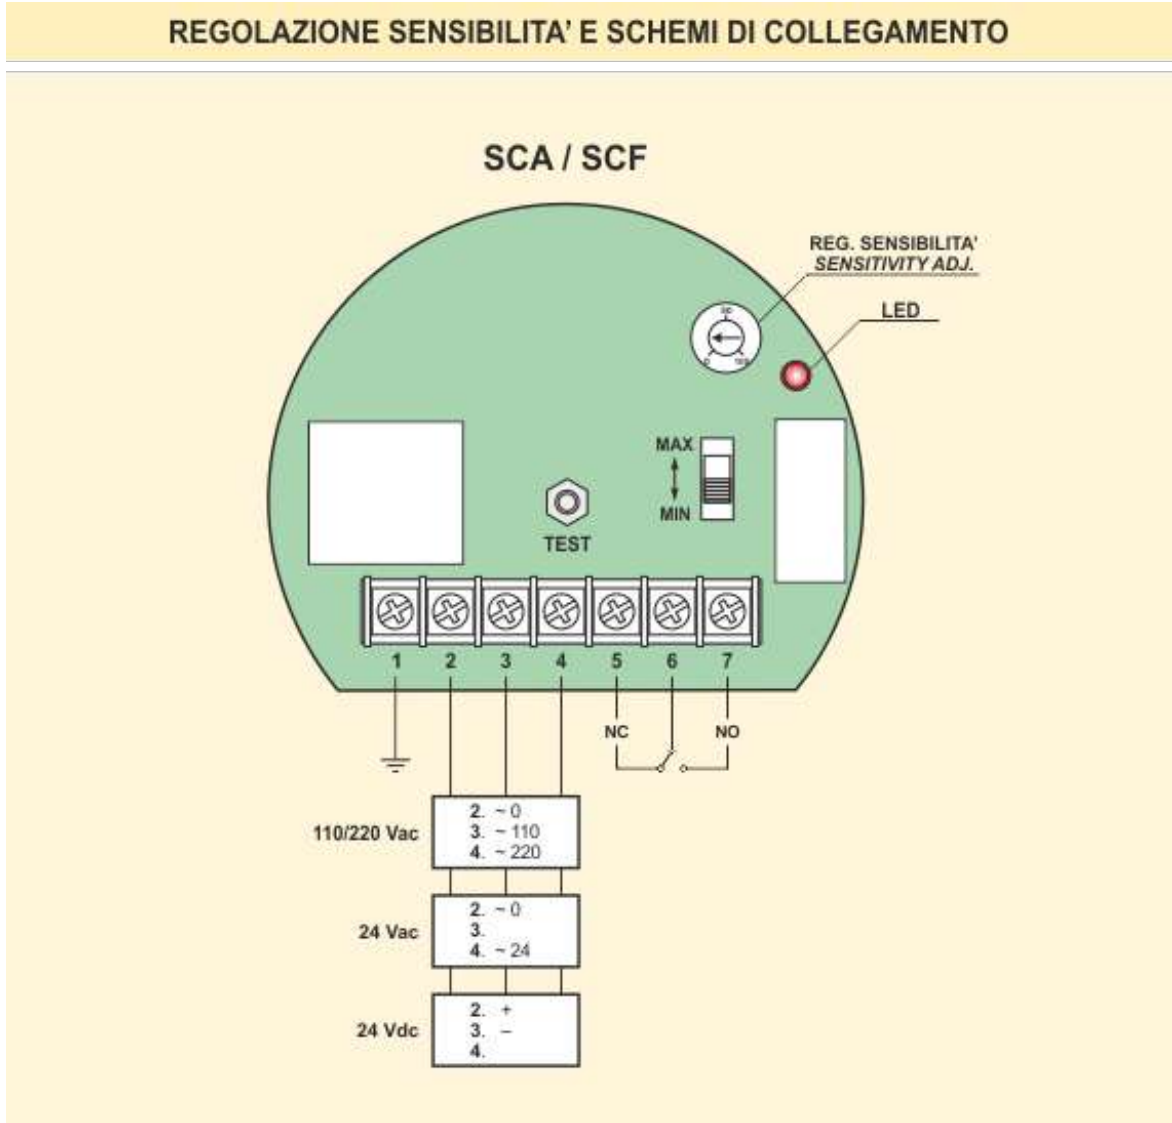 REGOLAZIONE SENSIBILITA' E SCHEMI DI COLLEGAMENTO
SCA / SCF
REG. SENSIBILITA'
SENSITIVITY ADJ.
LED
MAX
MIN
TEST
1 2 3 4 5 6 7
NC NO
110/220 Vac
2. ~ 0
3. ~ 110
4. ~ 220
24 Vac
2. ~ 0
3.
4. ~ 24
24 Vdc
2. +
3. –
4.